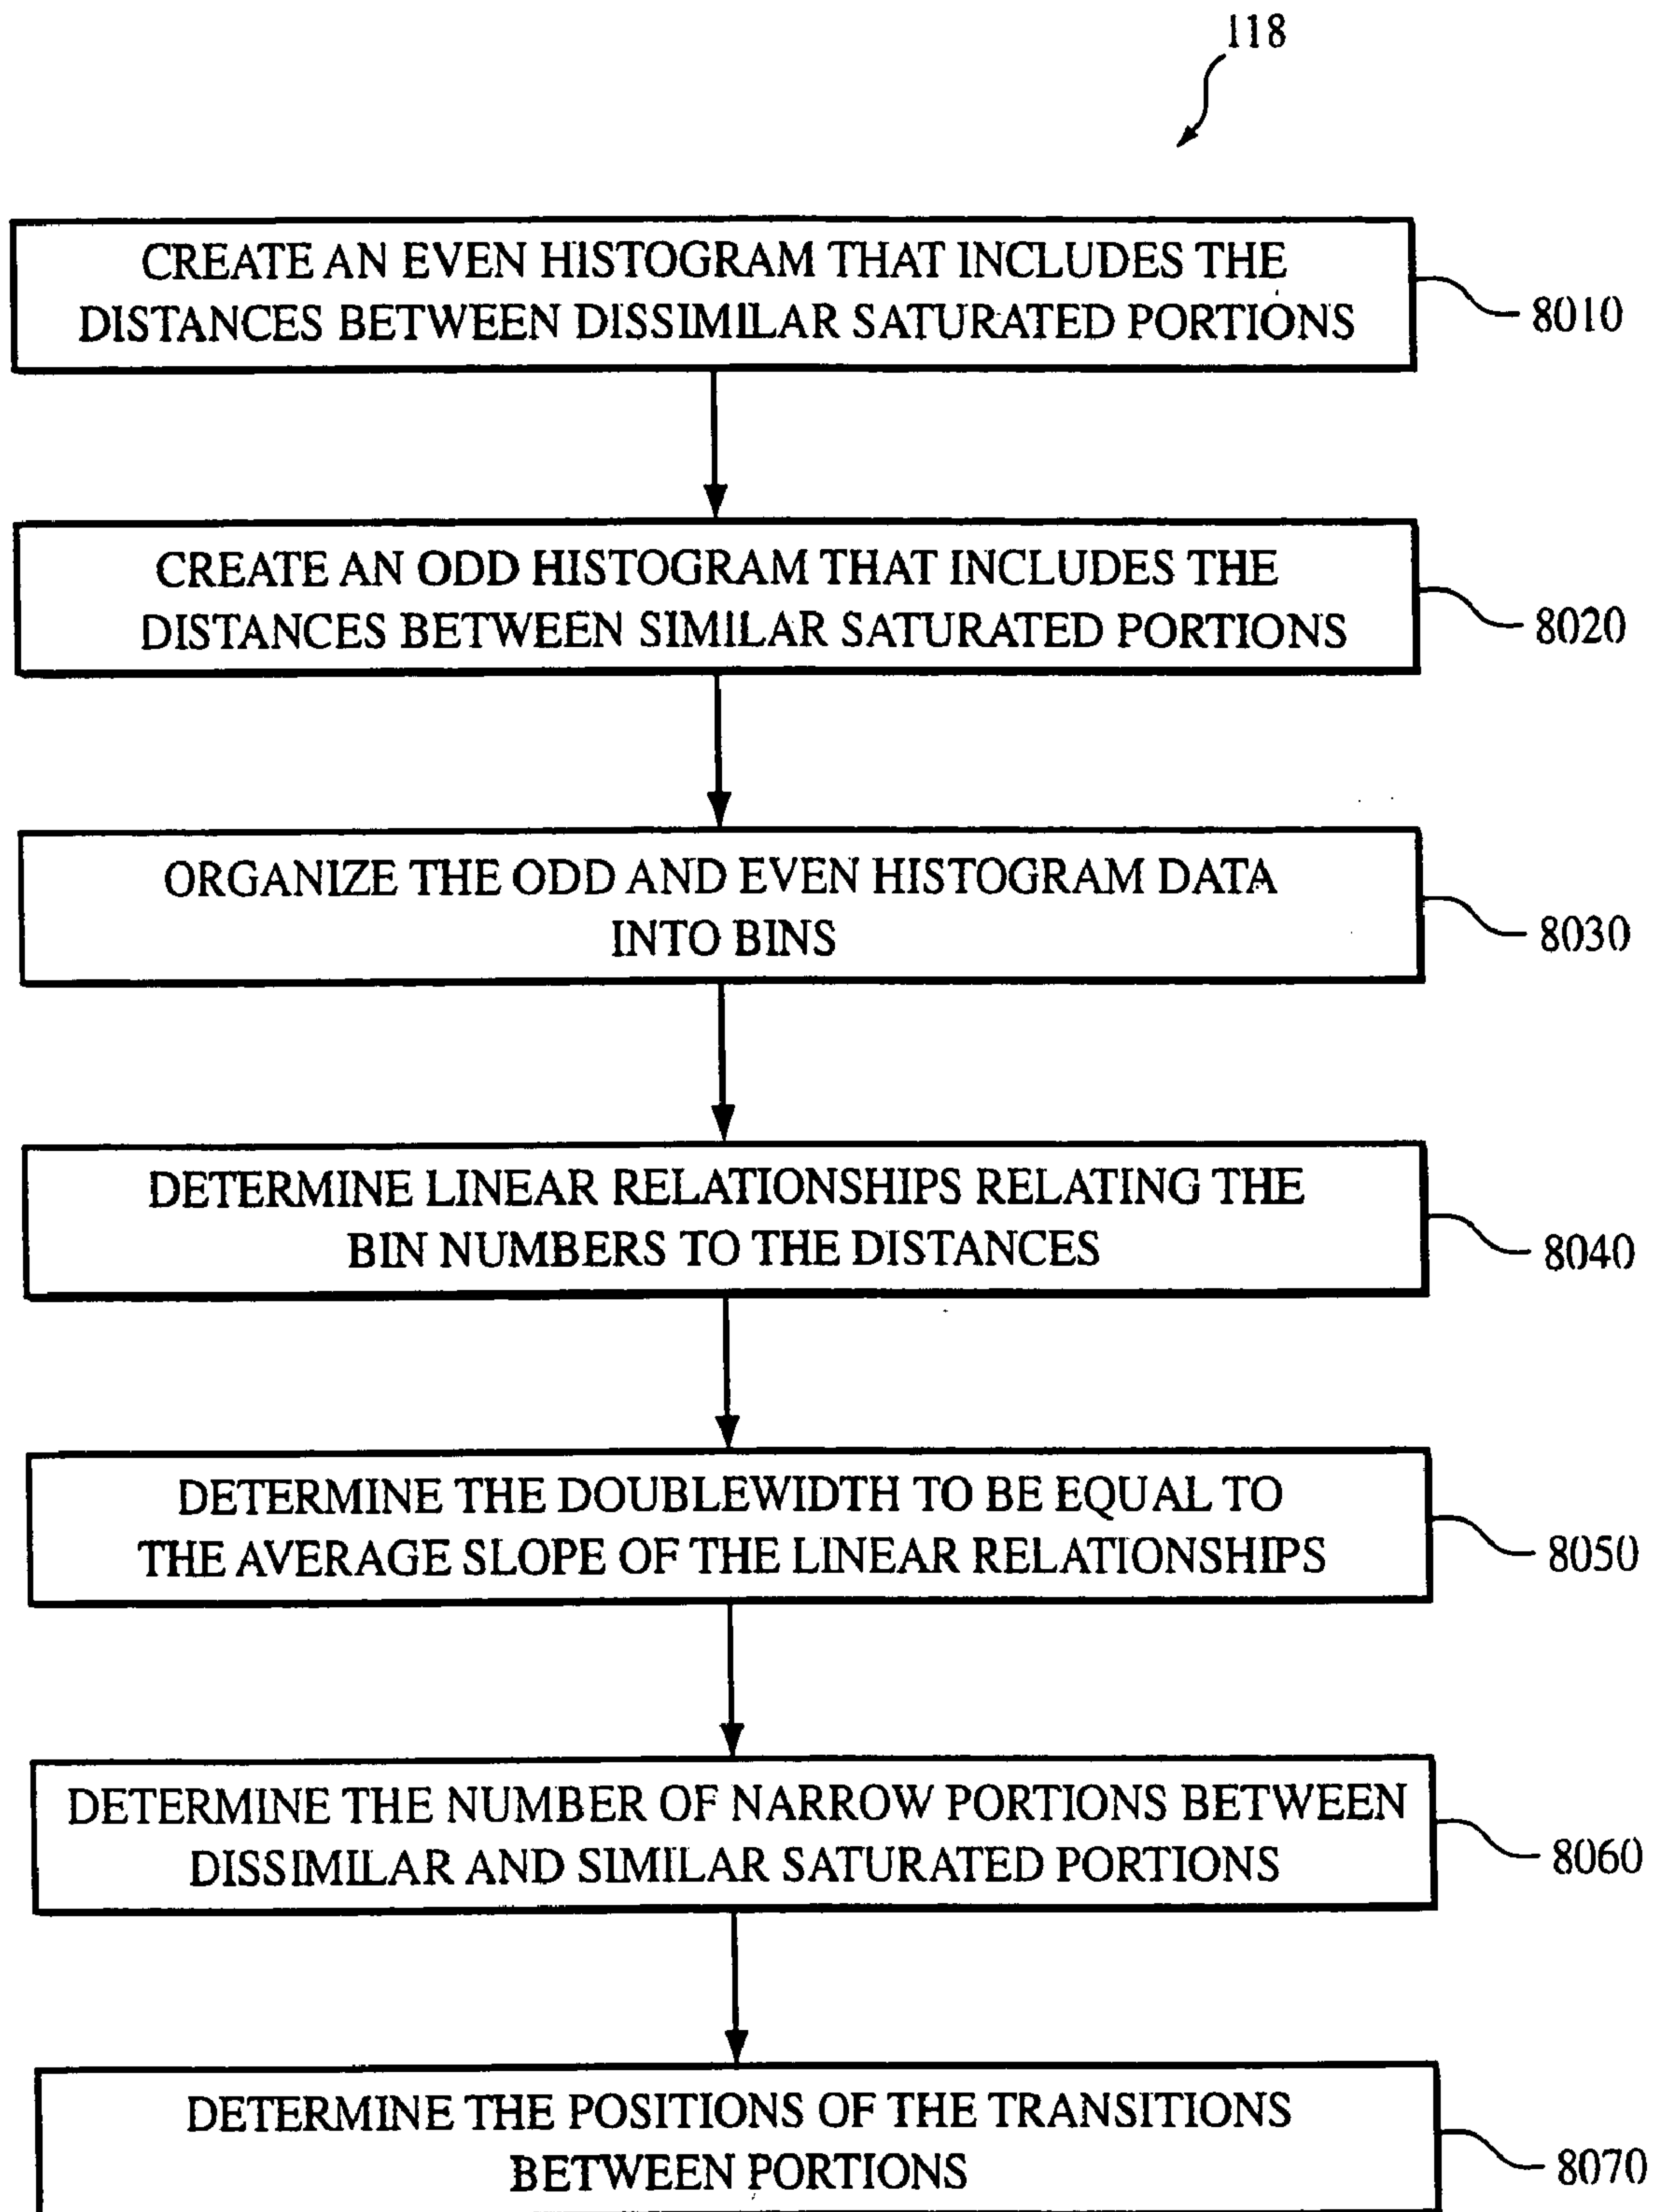 118
CREATE AN EVEN HISTOGRAM THAT INCLUDES THE
DISTANCES BETWEEN DISSIMILAR SATURATED PORTIONS
8010
CREATE AN ODD HISTOGRAM THAT INCLUDES THE
DISTANCES BETWEEN SIMILAR SATURATED PORTIONS
8020
ORGANIZE THE ODD AND EVEN HISTOGRAM DATA
INTO BINS
8030
DETERMINE LINEAR RELATIONSHIPS RELATING THE
BIN NUMBERS TO THE DISTANCES
8040
DETERMINE THE DOUBLEWIDTH TO BE EQUAL TO
THE AVERAGE SLOPE OF THE LINEAR RELATIONSHIPS
8050
DETERMINE THE NUMBER OF NARROW PORTIONS BETWEEN
DISSIMILAR AND SIMILAR SATURATED PORTIONS
8060
DETERMINE THE POSITIONS OF THE TRANSITIONS
BETWEEN PORTIONS
8070